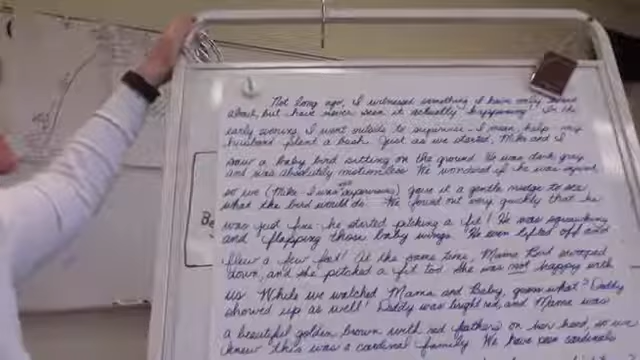 Not long ago, I witnessed something I have only heard
about, but have never seen it actually happening! In the
early evening, I went outside to supervise - I mean, help my
husband plant a bush. Just as we started, Mike and I
saw a baby bird sitting on the ground. He was dark gray
and was absolutely motionless. We wondered if he was injured
so we (Mike - I was supervising) gave it a gentle nudge to see
what the bird would do. We found out very quickly that he
was just fine - he started pitching a fit! He was squawking
and flapping those baby wings. He even lifted off and
flew a few feet! At the same time, Mama Bird swooped
down, and she pitched a fit too. She was not happy with
us. While we watched Mama and Baby, guess what? Daddy
showed up as well! Daddy was bright red, and Mama was
a beautiful golden brown with red feathers on her head, so we
knew this was a cardinal family. We have seen cardinals
Be